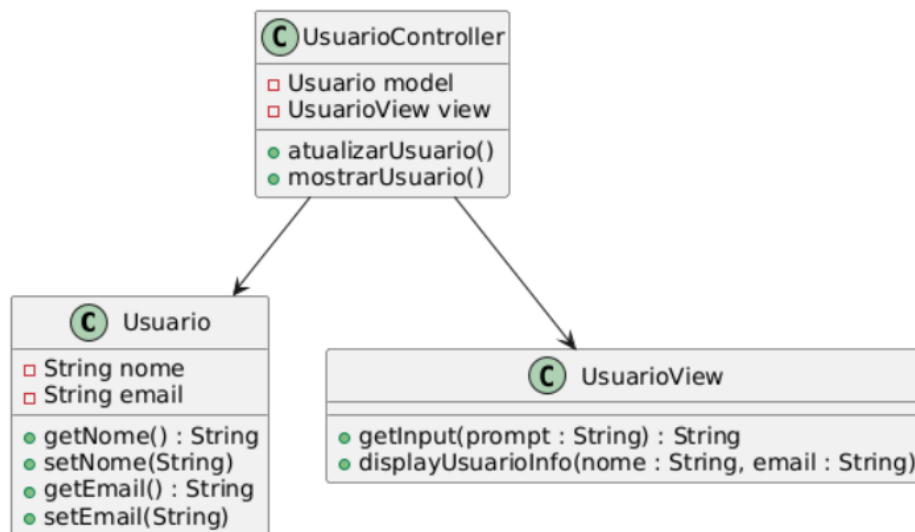 C UsuarioController
Usuario model
UsuarioView view
atualizarUsuario()
mostrarUsuario()
C Usuario
String nome
String email
getNome() : String
setNome(String)
getEmail() : String
setEmail(String)
C UsuarioView
getInput(prompt : String) : String
displayUsuarioInfo(nome : String, email : String)